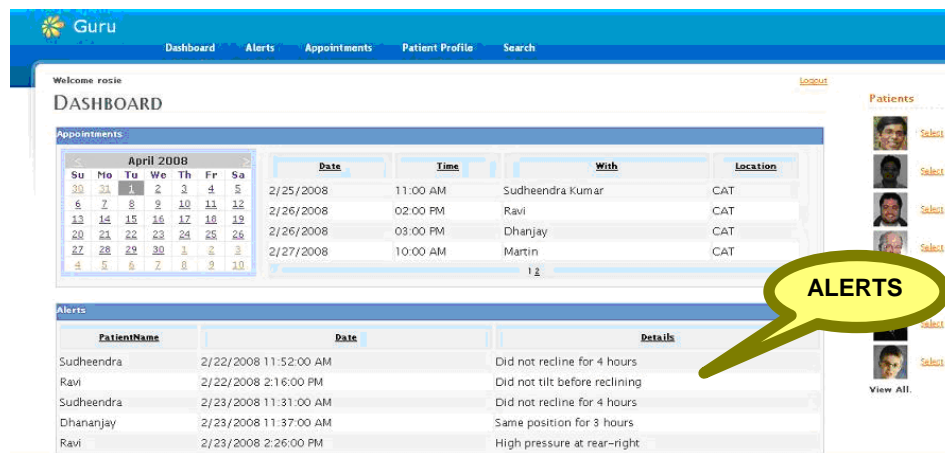 Guru
Dashboard Alerts Appointments Patient Profile Search
Welcome rosie Logout
DASHBOARD
Patients
Appointments
< April 2008 >
Su Mo Tu We Th Fr Sa
30 31 1 2 3 4 5
6 7 8 9 10 11 12
13 14 15 16 17 18 19
20 21 22 23 24 25 26
27 28 29 30 1 2 3
4 5 6 7 8 9 10
Date Time With Location
2/25/2008 11:00 AM Sudheendra Kumar CAT
2/26/2008 02:00 PM Ravi CAT
2/26/2008 03:00 PM Dhanjay CAT
2/27/2008 10:00 AM Martin CAT
1 2
Select
Select
Select
Select
Select
Select
View All.
ALERTS
Alerts
PatientName Date Details
Sudheendra 2/22/2008 11:52:00 AM Did not recline for 4 hours
Ravi 2/22/2008 2:16:00 PM Did not tilt before reclining
Sudheendra 2/23/2008 11:31:00 AM Did not recline for 4 hours
Dhananjay 2/23/2008 11:37:00 AM Same position for 3 hours
Ravi 2/23/2008 2:26:00 PM High pressure at rear-right